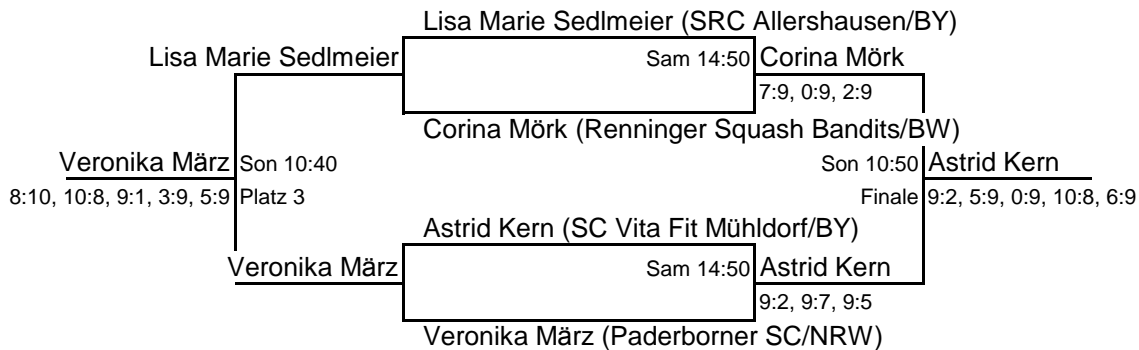 Lisa Marie Sedlmeier (SRC Allershausen/BY)
Lisa Marie Sedlmeier Sam 14:50 Corina Mörk
7:9, 0:9, 2:9
Corina Mörk (Renninger Squash Bandits/BW)
Veronika März Son 10:40 Son 10:50 Astrid Kern
8:10, 10:8, 9:1, 3:9, 5:9 Platz 3 Finale 9:2, 5:9, 0:9, 10:8, 6:9
Astrid Kern (SC Vita Fit Mühldorf/BY)
Veronika März Sam 14:50 Astrid Kern
9:2, 9:7, 9:5
Veronika März (Paderborner SC/NRW)